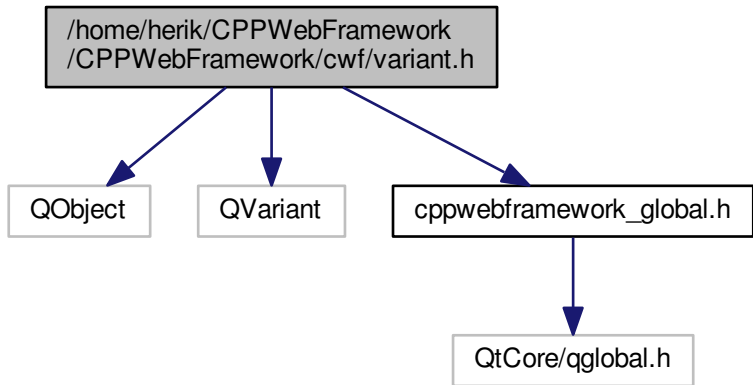 /home/herik/CPPWebFramework
/CPPWebFramework/cwf/variant.h
QObject
QVariant
cppwebframework_global.h
QtCore/qglobal.h